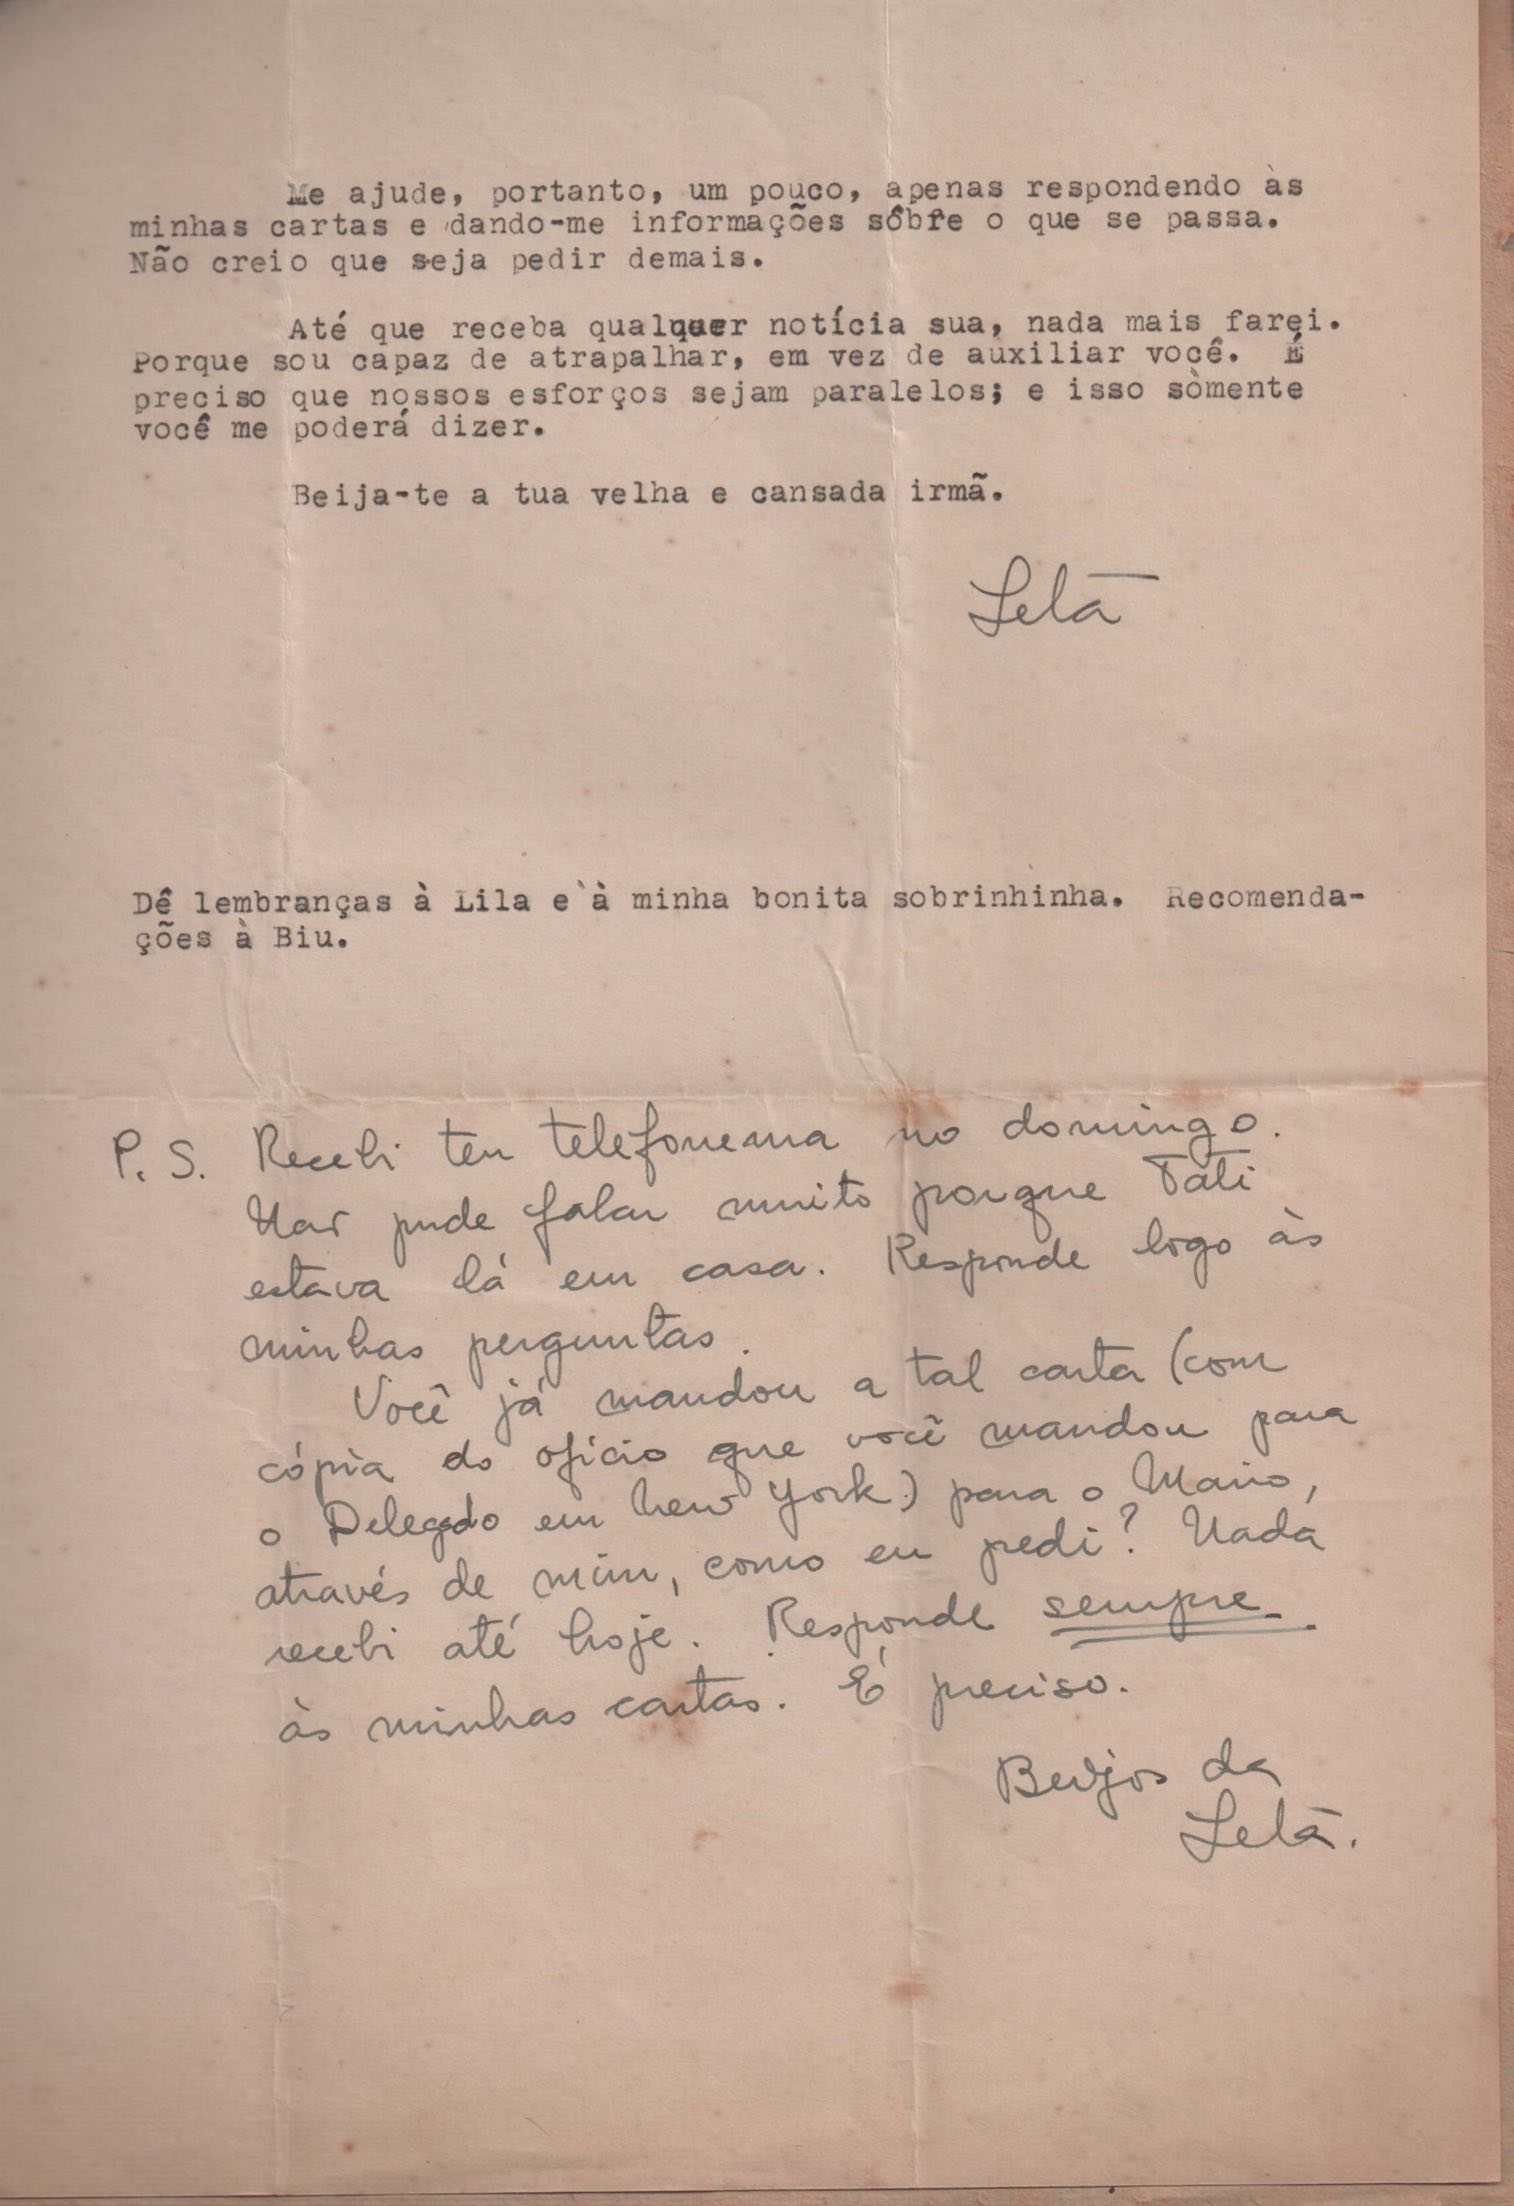 Me ajude, portanto, um pouco, apenas respondendo às
minhas cartas e dando-me informações sôbre o que se passa.
Não creio que seja pedir demais.
Até que receba qualquer notícia sua, nada mais farei.
Porque sou capaz de atrapalhar, em vez de auxiliar você. É
preciso que nossos esforços sejam paralelos; e isso sòmente
você me poderá dizer.
Beija-te a tua velha e cansada irmã.
Letã
Dê lembranças à Lila e à minha bonita sobrinhinha. Recomenda-
ções à Biu.
P. S. Recebi teu telefonema no domingo.
Não pude falar muito porque Tati
estava lá em casa. Responde logo às
minhas perguntas.
Você já mandou a tal carta (com
cópia do ofício que você mandou para
o Delegado em New York) para o Mario,
através de mim, como eu pedi? Nada
recebi até hoje. Responde sempre
às minhas cartas. É preciso.
Beijos da
Letã.